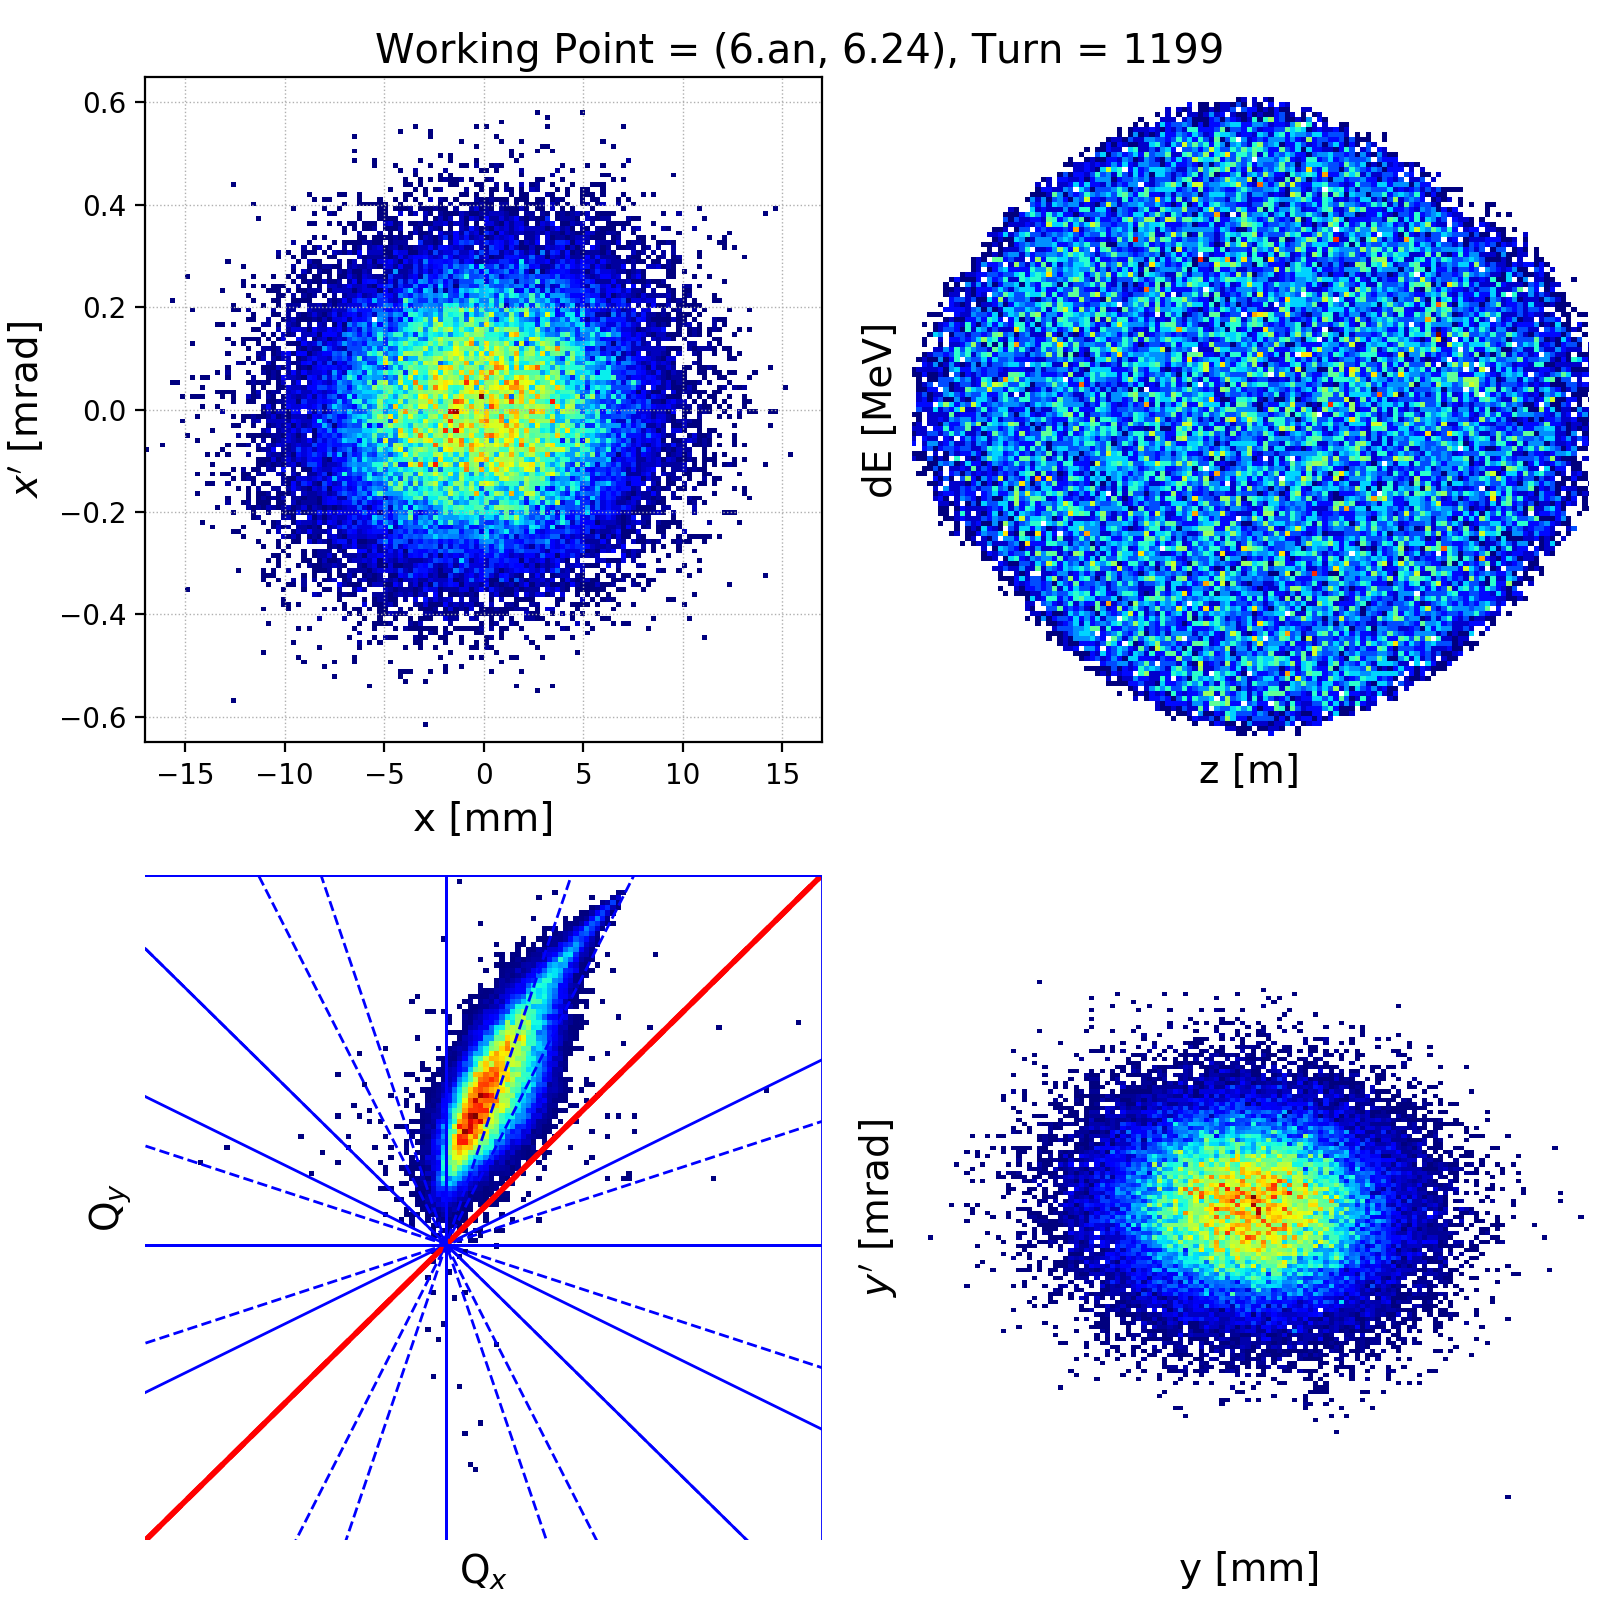 Working Point = (6.an, 6.24), Turn = 1199
0.6
0.4
0.2
0.0
−0.2
−0.4
−0.6
x′ [mrad]
−15 −10 −5 0 5 10 15
x [mm]
dE [MeV]
z [m]
Qy
Qx
y′ [mrad]
y [mm]